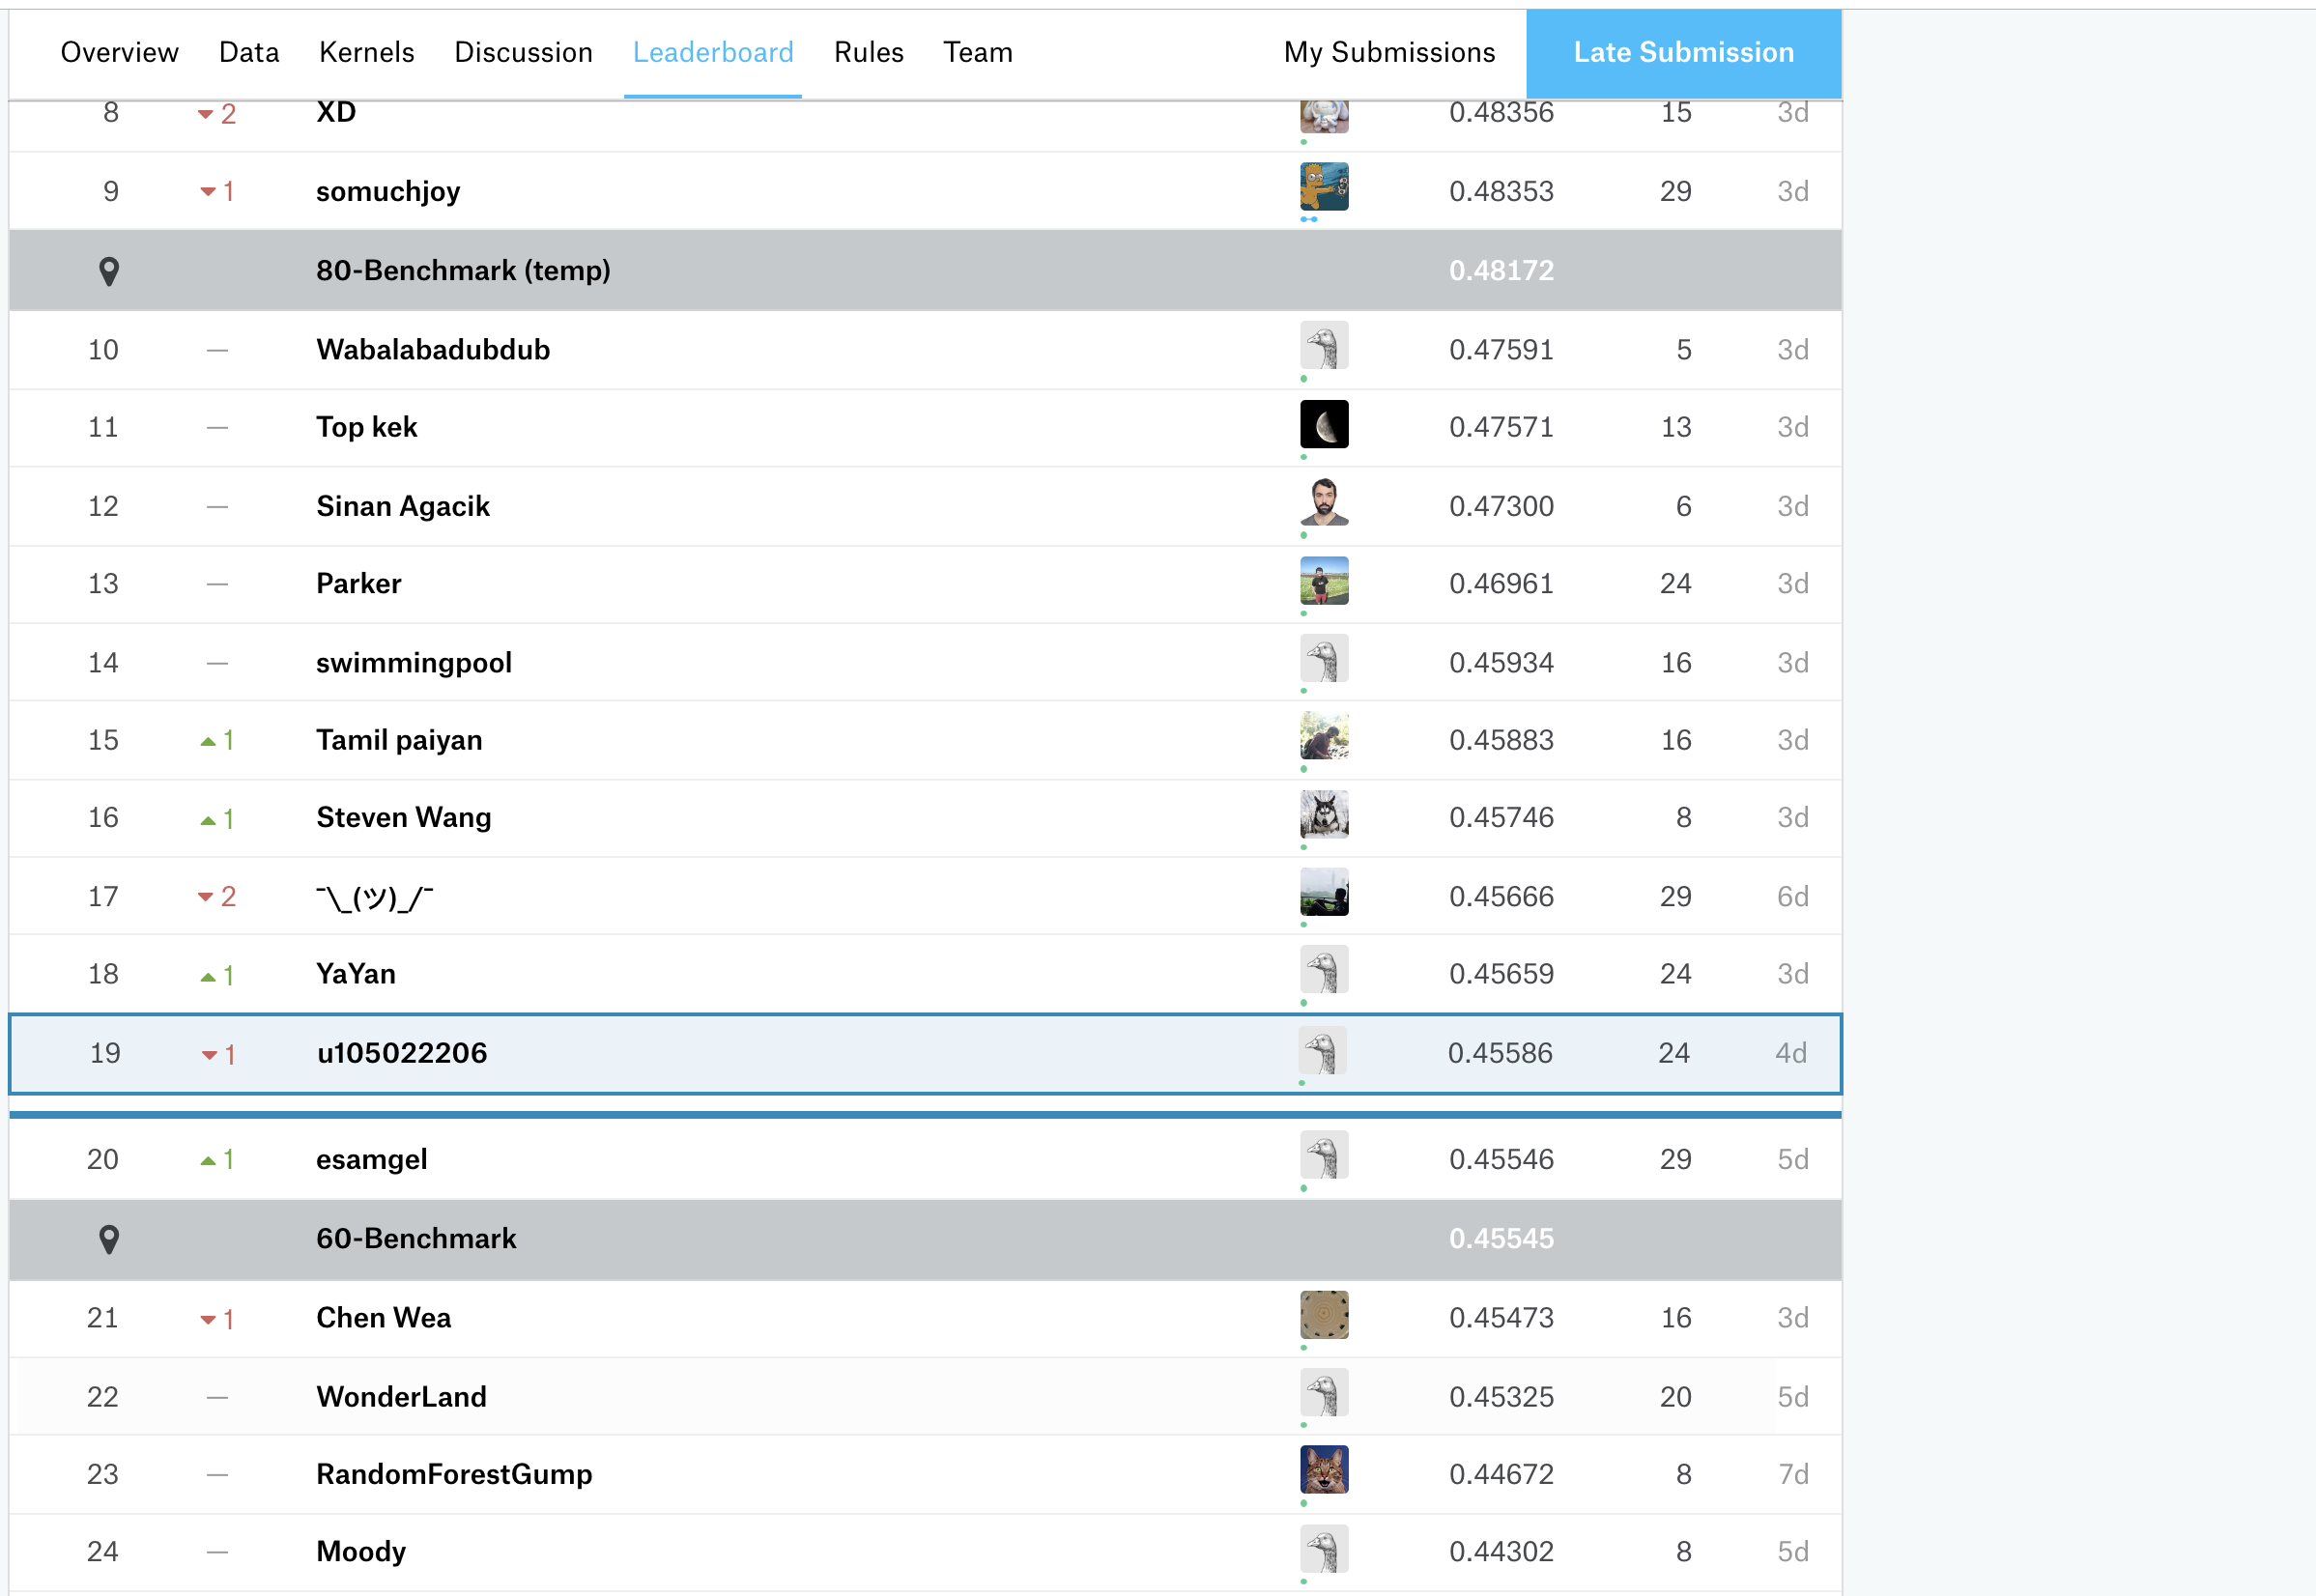 Overview Data Kernels Discussion Leaderboard Rules Team My Submissions Late Submission
8 2 XD 0.48356 15 3d
9 1 somuchjoy 0.48353 29 3d
80-Benchmark (temp) 0.48172
10 — Wabalabadubdub 0.47591 5 3d
11 — Top kek 0.47571 13 3d
12 — Sinan Agacik 0.47300 6 3d
13 — Parker 0.46961 24 3d
14 — swimmingpool 0.45934 16 3d
15 1 Tamil paiyan 0.45883 16 3d
16 1 Steven Wang 0.45746 8 3d
17 2 ¯\_(ツ)_/¯ 0.45666 29 6d
18 1 YaYan 0.45659 24 3d
19 1 u105022206 0.45586 24 4d
20 1 esamgel 0.45546 29 5d
60-Benchmark 0.45545
21 1 Chen Wea 0.45473 16 3d
22 — WonderLand 0.45325 20 5d
23 — RandomForestGump 0.44672 8 7d
24 — Moody 0.44302 8 5d